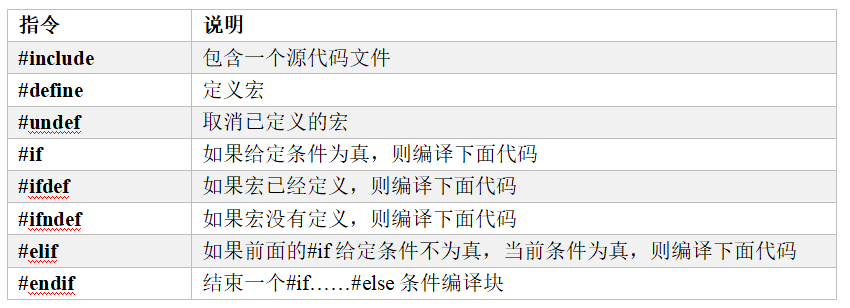 指令 说明
#include 包含一个源代码文件
#define 定义宏
#undef 取消已定义的宏
#if 如果给定条件为真，则编译下面代码
#ifdef 如果宏已经定义，则编译下面代码
#ifndef 如果宏没有定义，则编译下面代码
#elif 如果前面的#if 给定条件不为真，当前条件为真，则编译下面代码
#endif 结束一个#if……#else 条件编译块